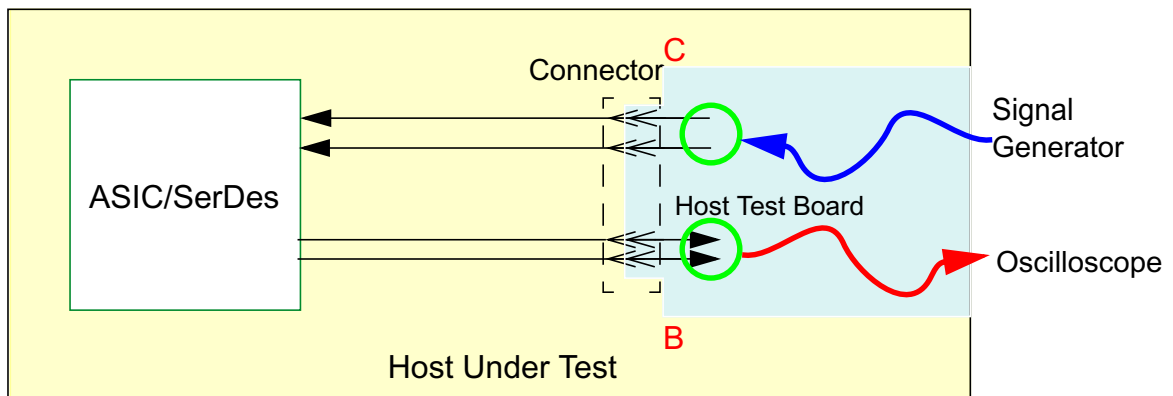 C
Connector
Signal
Generator
ASIC/SerDes
Host Test Board
Oscilloscope
B
Host Under Test